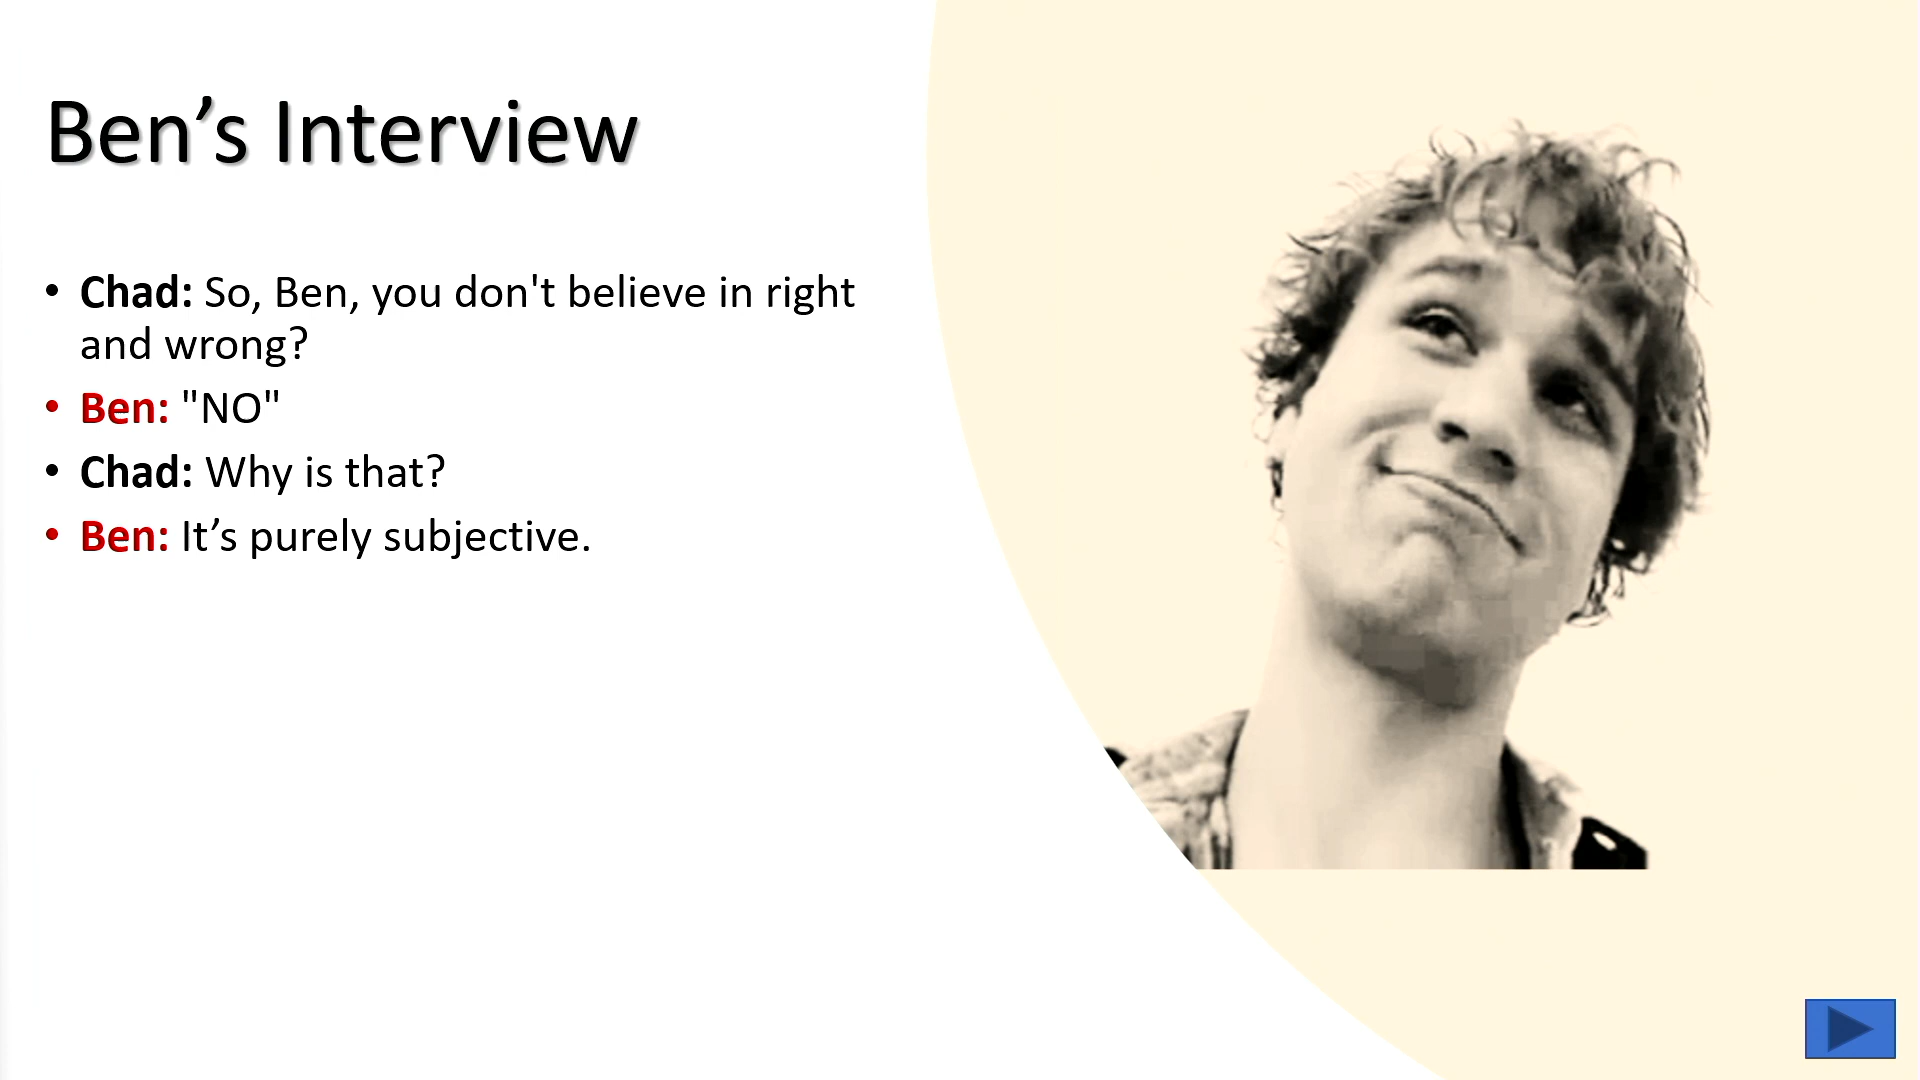 Ben’s Interview
• Chad: So, Ben, you don't believe in right
and wrong?
• Ben: "NO"
• Chad: Why is that?
• Ben: It’s purely subjective.